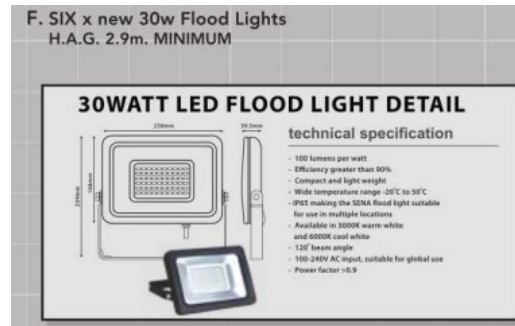 F. SIX x new 30w Flood Lights
H.A.G. 2.9m. MINIMUM
30WATT LED FLOOD LIGHT DETAIL
technical specification
- 100 lumens per watt
- Efficiency greater than 90%
- Compact and light weight
- Wide temperature range -20°C to 50°C
- IP65 making the SENA flood light suitable
for use in multiple locations
- Available in 3000K warm white
and 6000K cool white
- 120° beam angle
- 100-240V AC input, suitable for global use
- Power factor >0.9